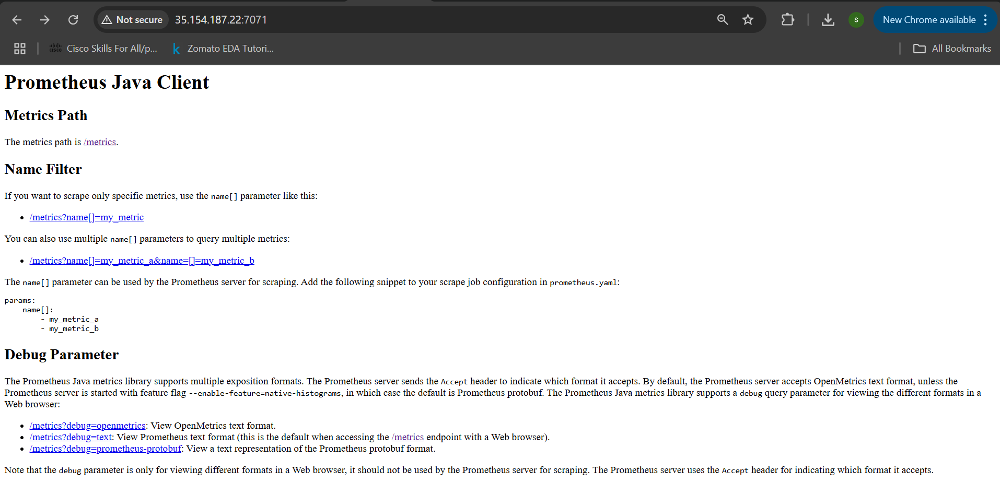 Not secure
35.154.187.22:7071
S
New Chrome available
cisco
Cisco Skills For All/p...
k
Zomato EDA Tutori...
All Bookmarks
Prometheus Java Client
Metrics Path
The metrics path is /metrics.
Name Filter
If you want to scrape only specific metrics, use the name[] parameter like this:
• /metrics?name[]=my_metric
You can also use multiple name[] parameters to query multiple metrics:
• /metrics?name[]=my_metric_a&name=[]=my_metric_b
The name[] parameter can be used by the Prometheus server for scraping. Add the following snippet to your scrape job configuration in prometheus.yaml:
params:
    name[]:
        - my_metric_a
        - my_metric_b
Debug Parameter
The Prometheus Java metrics library supports multiple exposition formats. The Prometheus server sends the Accept header to indicate which format it accepts. By default, the Prometheus server accepts OpenMetrics text format, unless the
Prometheus server is started with feature flag --enable-feature=native-histograms, in which case the default is Prometheus protobuf. The Prometheus Java metrics library supports a debug query parameter for viewing the different formats in a
Web browser:
• /metrics?debug=openmetrics: View OpenMetrics text format.
• /metrics?debug=text: View Prometheus text format (this is the default when accessing the /metrics endpoint with a Web browser).
• /metrics?debug=prometheus-protobuf: View a text representation of the Prometheus protobuf format.
Note that the debug parameter is only for viewing different formats in a Web browser, it should not be used by the Prometheus server for scraping. The Prometheus server uses the Accept header for indicating which format it accepts.